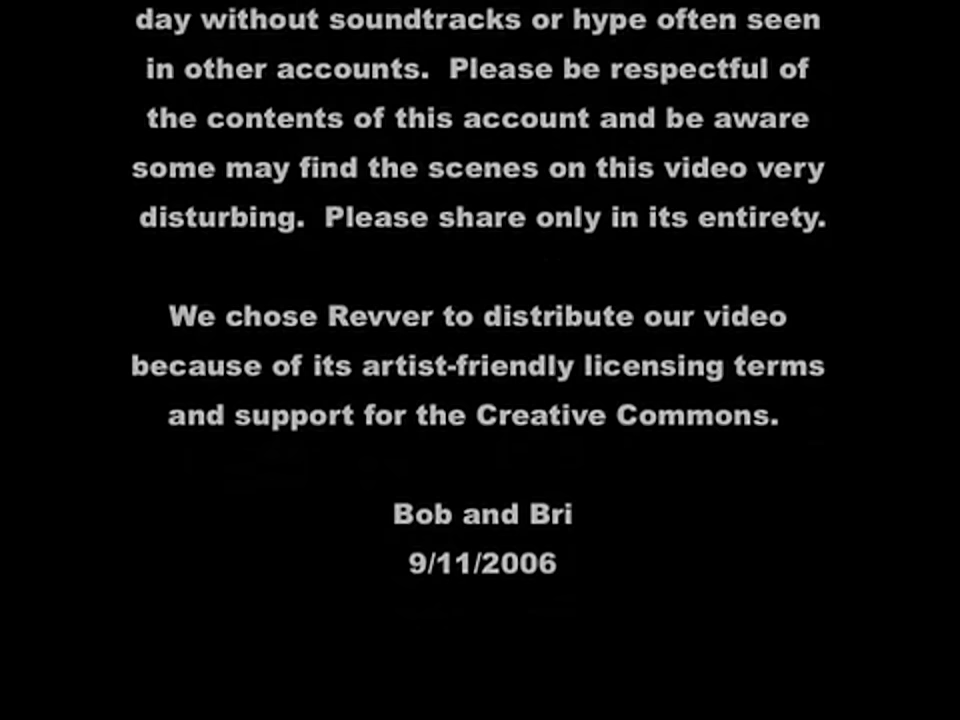 day without soundtracks or hype often seen
in other accounts.  Please be respectful of
the contents of this account and be aware
some may find the scenes on this video very
disturbing.  Please share only in its entirety.
We chose Revver to distribute our video
because of its artist-friendly licensing terms
and support for the Creative Commons.
Bob and Bri
9/11/2006